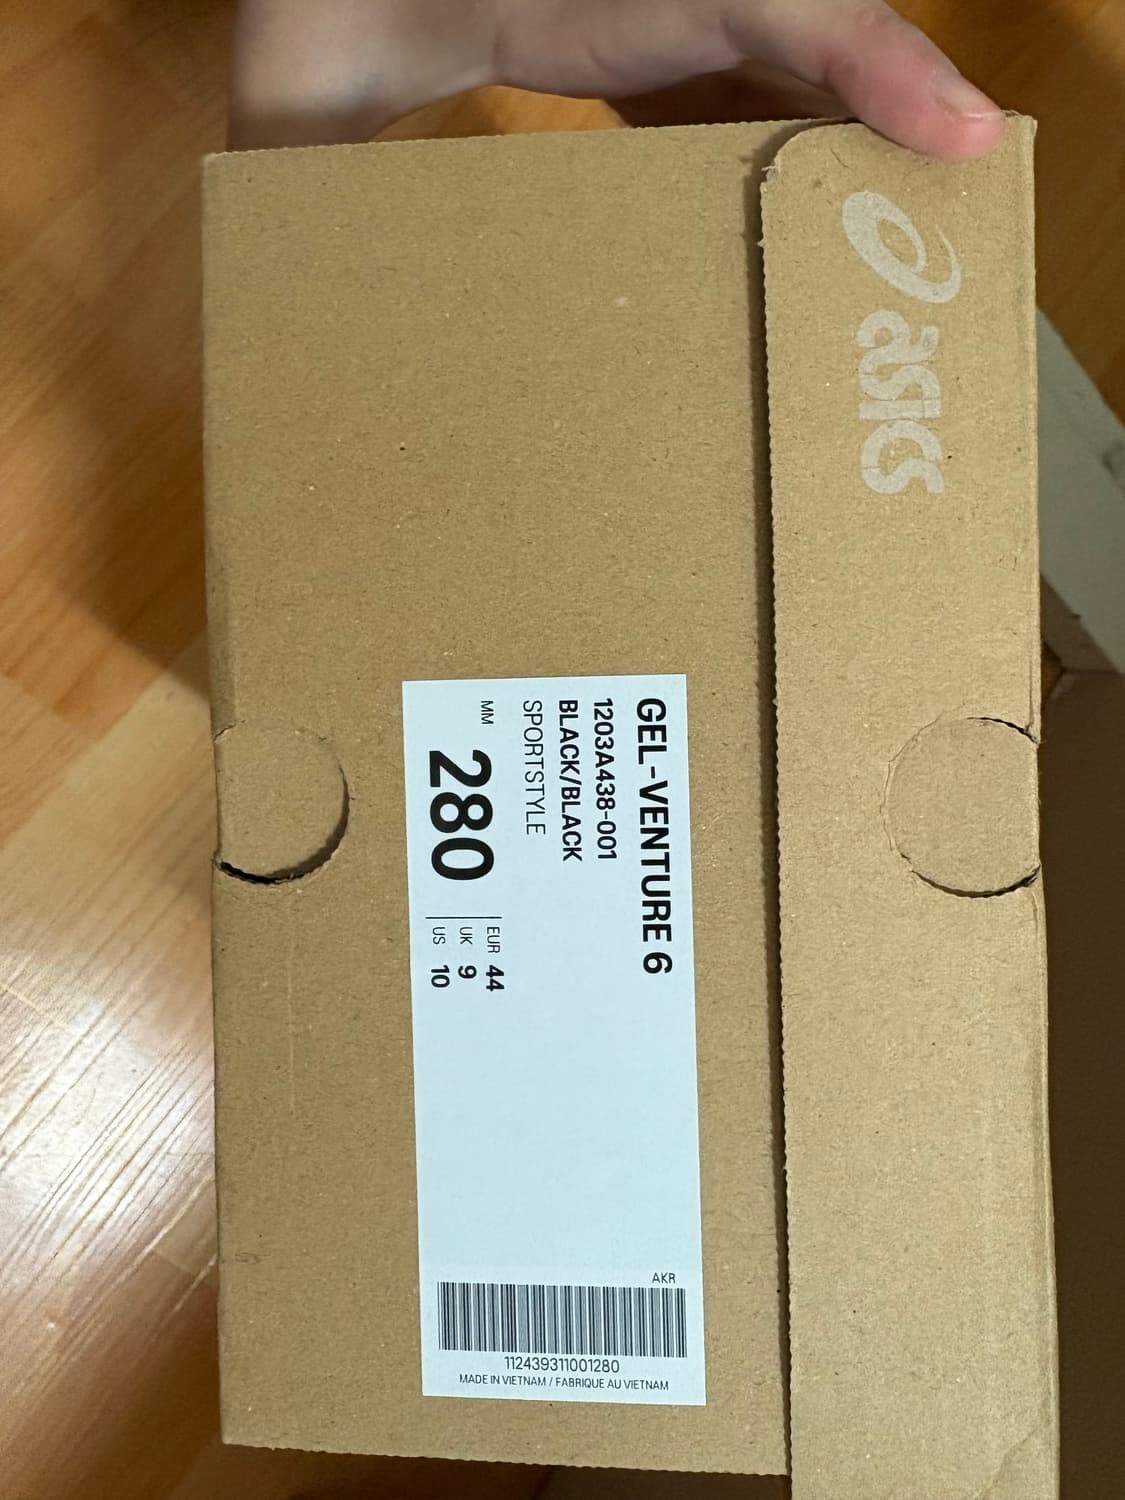 asics
GEL-VENTURE 6
1203A438-001
BLACK/BLACK
SPORTSTYLE
MM 280
EUR 44
UK 9
US 10
AKR
112439311001280
MADE IN VIETNAM / FABRIQUE AU VIETNAM